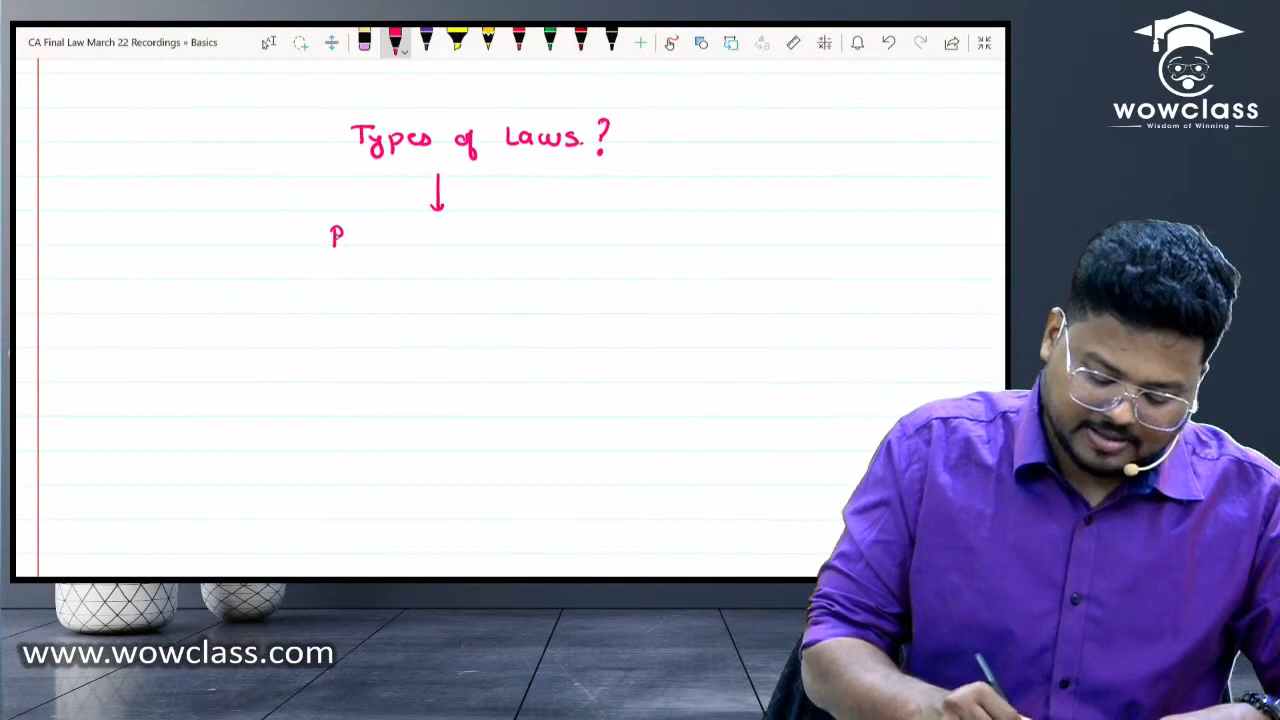 CA Final Law March 22 Recordings » Basics
wowclass
Wisdom of Winning
Types of Laws.?
P
www.wowclass.com